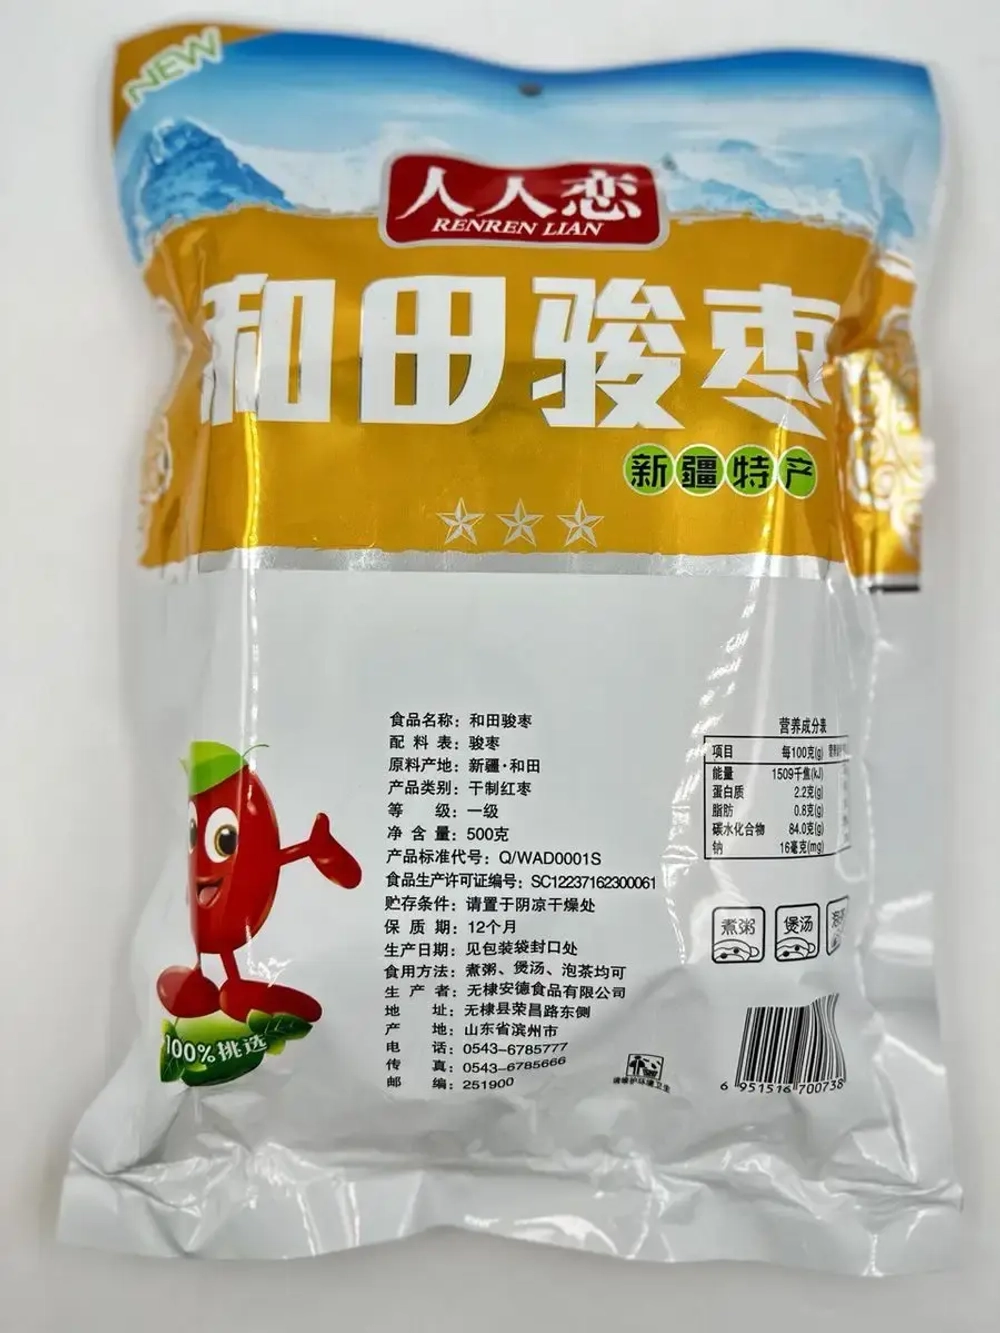 NEW
人人恋
RENREN LIAN
和田骏枣
新疆特产
食品名称：和田骏枣
配 料 表：骏枣
原料产地：新疆·和田
产品类别：干制红枣
等 级：一级
净 含 量：500克
产品标准代号：Q/WAD0001S
食品生产许可证编号：SC12237162300061
贮存条件：请置于阴凉干燥处
保 质 期：12个月
生产日期：见包装袋封口处
食用方法：煮粥、煲汤、泡茶均可
生 产 者：无棣安德食品有限公司
地 址：无棣县荣昌路东侧
产 地：山东省滨州市
电 话：0543-6785777
传 真：0543-6785666
邮 编：251900
营养成分表
项目 每100克(g)
能量 1509千焦(kJ)
蛋白质 2.2克(g)
脂肪 0.8克(g)
碳水化合物 84.0克(g)
钠 16毫克(mg)
煮粥 煲汤
100%挑选
请维护环境卫生
6 951516 700738